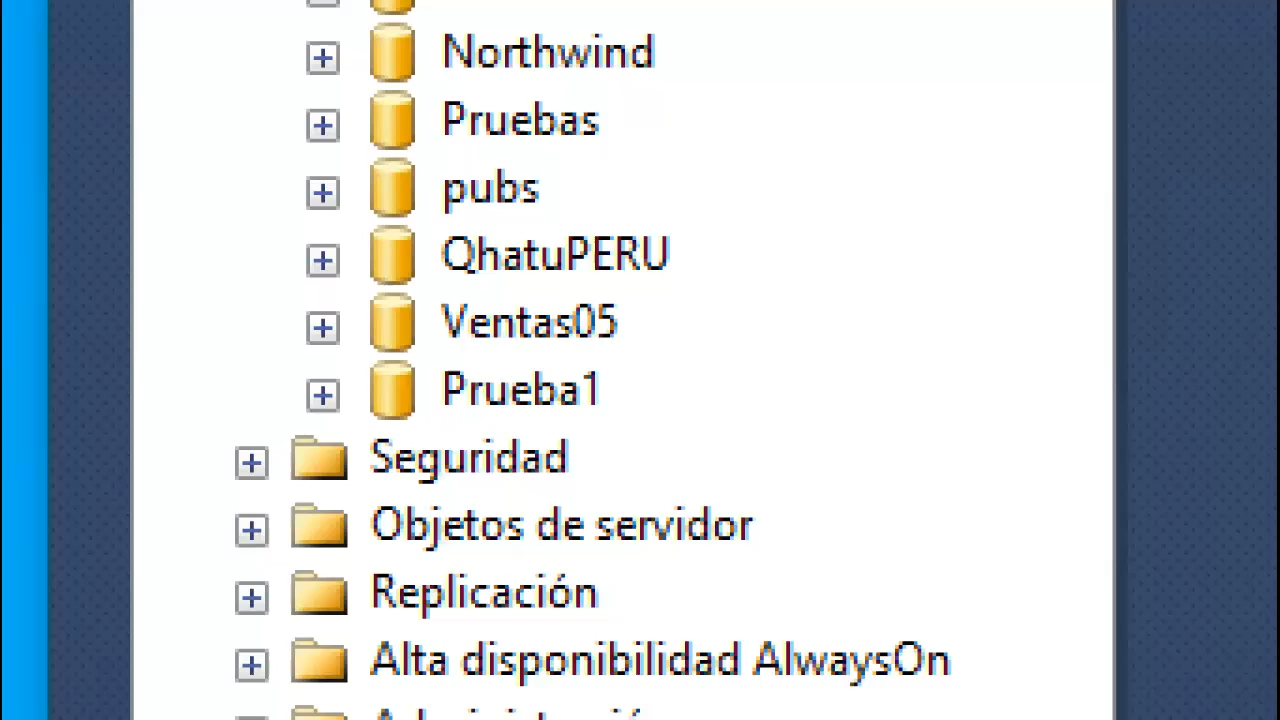 Northwind
Pruebas
pubs
QhatuPERU
Ventas05
Prueba1
Seguridad
Objetos de servidor
Replicación
Alta disponibilidad AlwaysOn